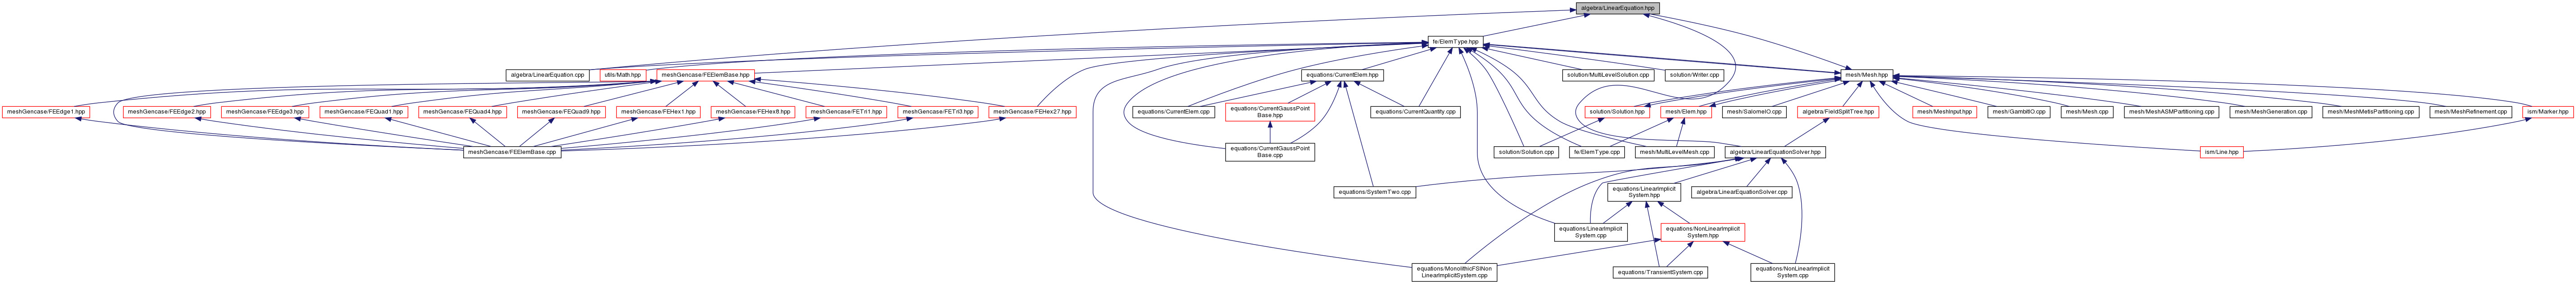 algebra/LinearEquation.hpp
fe/ElemType.hpp
algebra/LinearEquation.cpp
utils/Math.hpp
meshGencase/FEElemBase.hpp
equations/CurrentElem.hpp
solution/MultiLevelSolution.cpp
solution/Writer.cpp
mesh/Mesh.hpp
meshGencase/FEEdge1.hpp
meshGencase/FEEdge2.hpp
meshGencase/FEEdge3.hpp
meshGencase/FEQuad1.hpp
meshGencase/FEQuad4.hpp
meshGencase/FEQuad9.hpp
meshGencase/FEHex1.hpp
meshGencase/FEHex8.hpp
meshGencase/FETri1.hpp
meshGencase/FETri3.hpp
meshGencase/FEHex27.hpp
equations/CurrentElem.cpp
equations/CurrentGaussPoint
Base.hpp
equations/CurrentQuantity.cpp
solution/Solution.hpp
mesh/Elem.hpp
mesh/SalomeIO.cpp
algebra/FieldSplitTree.hpp
mesh/MeshInput.hpp
mesh/GambitIO.cpp
mesh/Mesh.cpp
mesh/MeshASMPartitioning.cpp
mesh/MeshGeneration.cpp
mesh/MeshMetisPartitioning.cpp
mesh/MeshRefinement.cpp
ism/Marker.hpp
meshGencase/FEElemBase.cpp
equations/CurrentGaussPoint
Base.cpp
solution/Solution.cpp
fe/ElemType.cpp
mesh/MultiLevelMesh.cpp
algebra/LinearEquationSolver.hpp
ism/Line.hpp
equations/SystemTwo.cpp
equations/LinearImplicit
System.hpp
algebra/LinearEquationSolver.cpp
equations/LinearImplicit
System.cpp
equations/NonLinearImplicit
System.hpp
equations/MonolithicFSINon
LinearImplicitSystem.cpp
equations/TransientSystem.cpp
equations/NonLinearImplicit
System.cpp